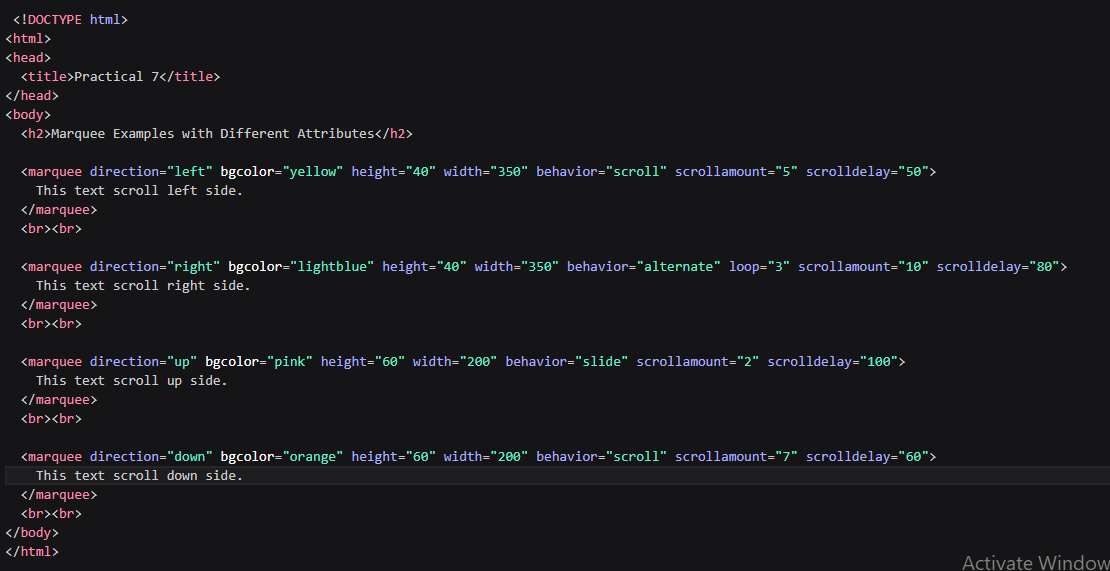 <!DOCTYPE html>
<html>
<head>
<title>Practical 7</title>
</head>
<body>
<h2>Marquee Examples with Different Attributes</h2>
<marquee direction="left" bgcolor="yellow" height="40" width="350" behavior="scroll" scrollamount="5" scrolldelay="50">
This text scroll left side.
</marquee>
<br><br>
<marquee direction="right" bgcolor="lightblue" height="40" width="350" behavior="alternate" loop="3" scrollamount="10" scrolldelay="80">
This text scroll right side.
</marquee>
<br><br>
<marquee direction="up" bgcolor="pink" height="60" width="200" behavior="slide" scrollamount="2" scrolldelay="100">
This text scroll up side.
</marquee>
<br><br>
<marquee direction="down" bgcolor="orange" height="60" width="200" behavior="scroll" scrollamount="7" scrolldelay="60">
This text scroll down side.
</marquee>
<br><br>
</body>
</html>
Activate Window